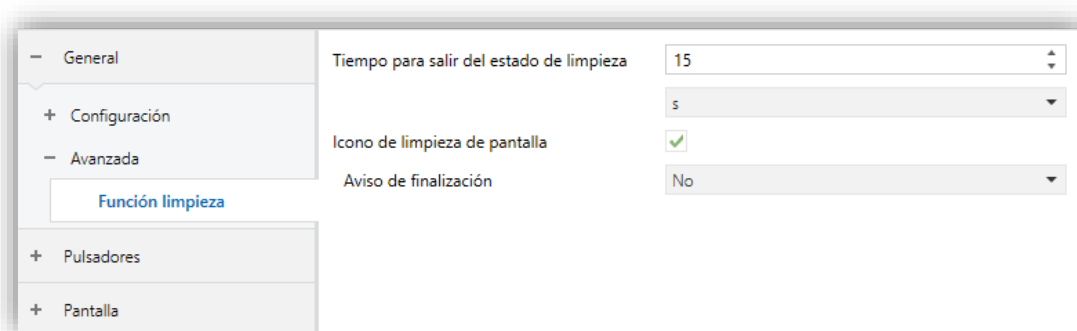 General
Configuración
Avanzada
Función limpieza
Pulsadores
Pantalla
Tiempo para salir del estado de limpieza
15
s
Icono de limpieza de pantalla
Aviso de finalización
No